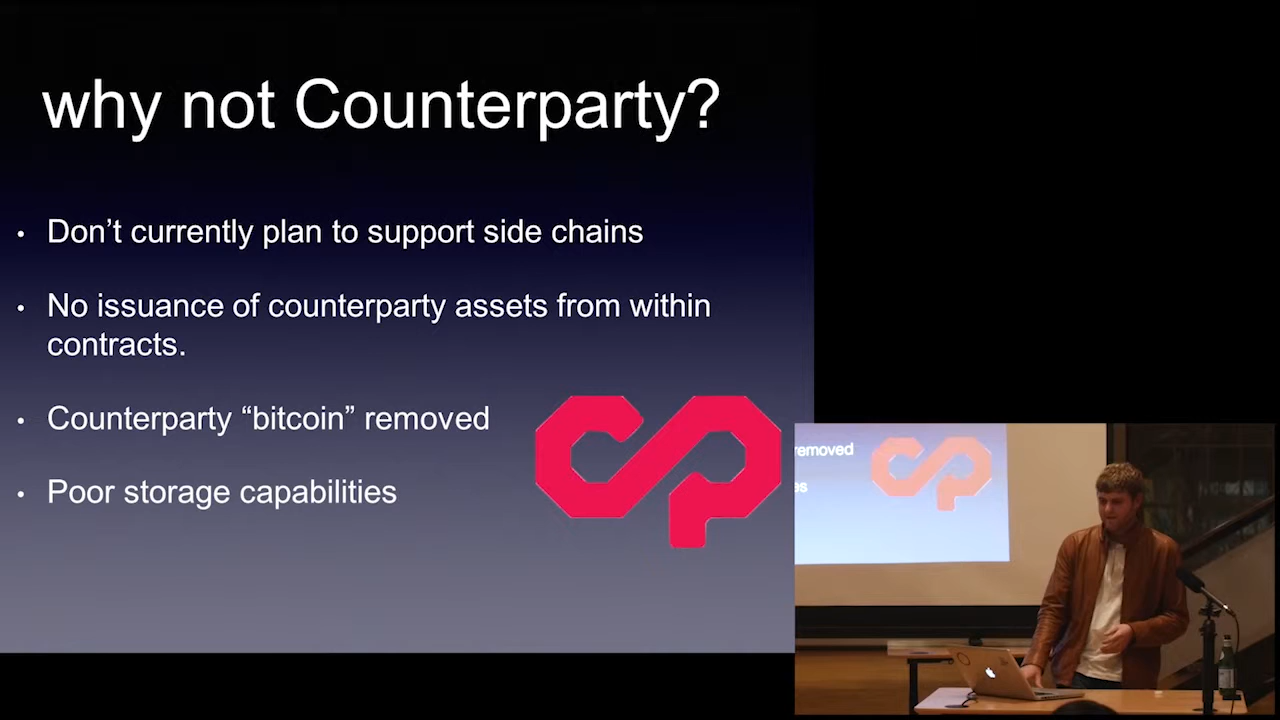 why not Counterparty?
• Don’t currently plan to support side chains
• No issuance of counterparty assets from within
contracts.
• Counterparty “bitcoin” removed
• Poor storage capabilities
removed
es